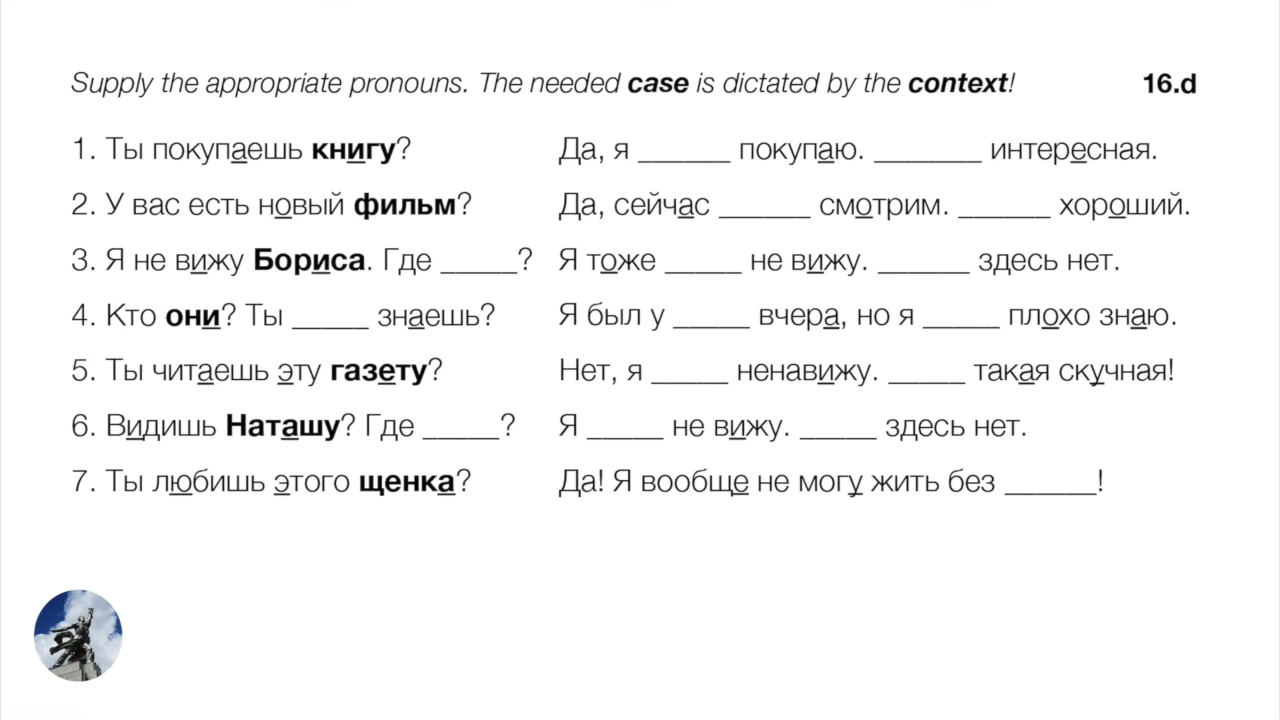 Supply the appropriate pronouns. The needed case is dictated by the context! 16.d
1. Ты покупаешь книгу? Да, я ______ покупаю. _______ интересная.
2. У вас есть новый фильм? Да, сейчас ______ смотрим. ______ хороший.
3. Я не вижу Бориса. Где _____? Я тоже _____ не вижу. ______ здесь нет.
4. Кто они? Ты _____ знаешь? Я был у _____ вчера, но я _____ плохо знаю.
5. Ты читаешь эту газету? Нет, я _____ ненавижу. _____ такая скучная!
6. Видишь Наташу? Где _____? Я _____ не вижу. _____ здесь нет.
7. Ты любишь этого щенка? Да! Я вообще не могу жить без ______!